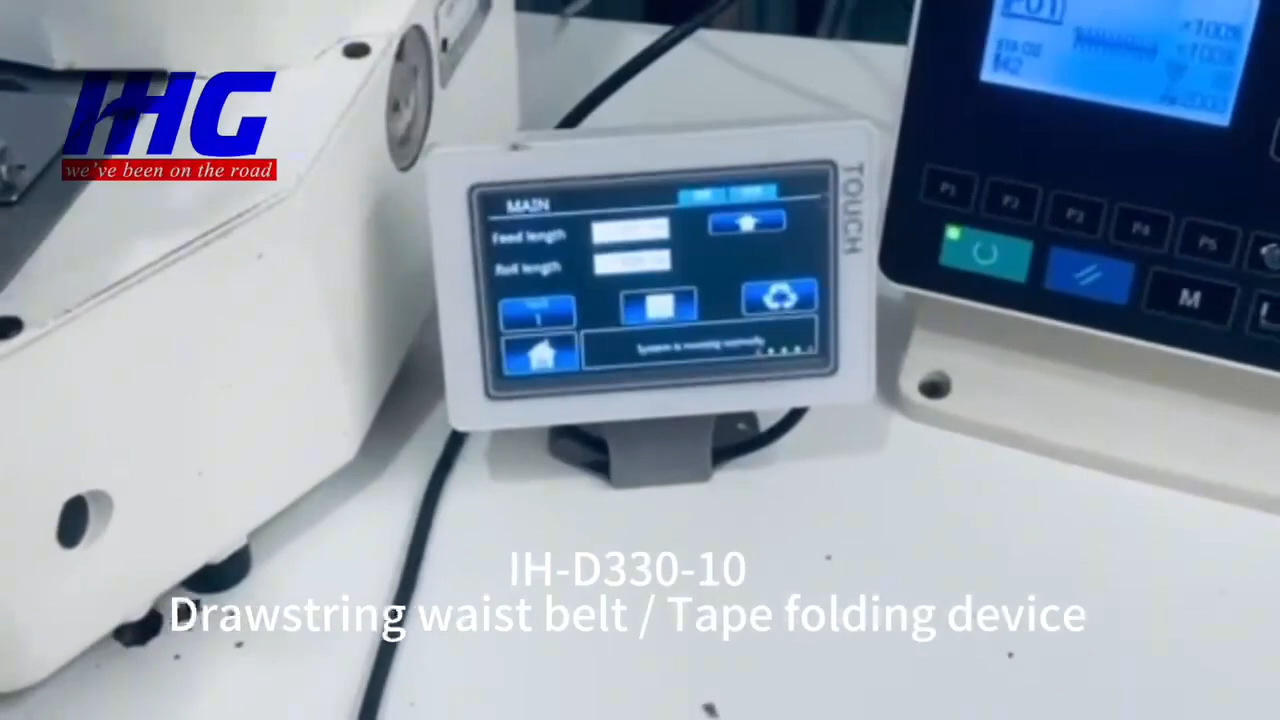 IHG
we've been on the road
MAIN
Feed length
Roll length
1
System is running normally
TOUCH
P01
P1
P2
P3
P4
P5
M
IH-D330-10
Drawstring waist belt / Tape folding device